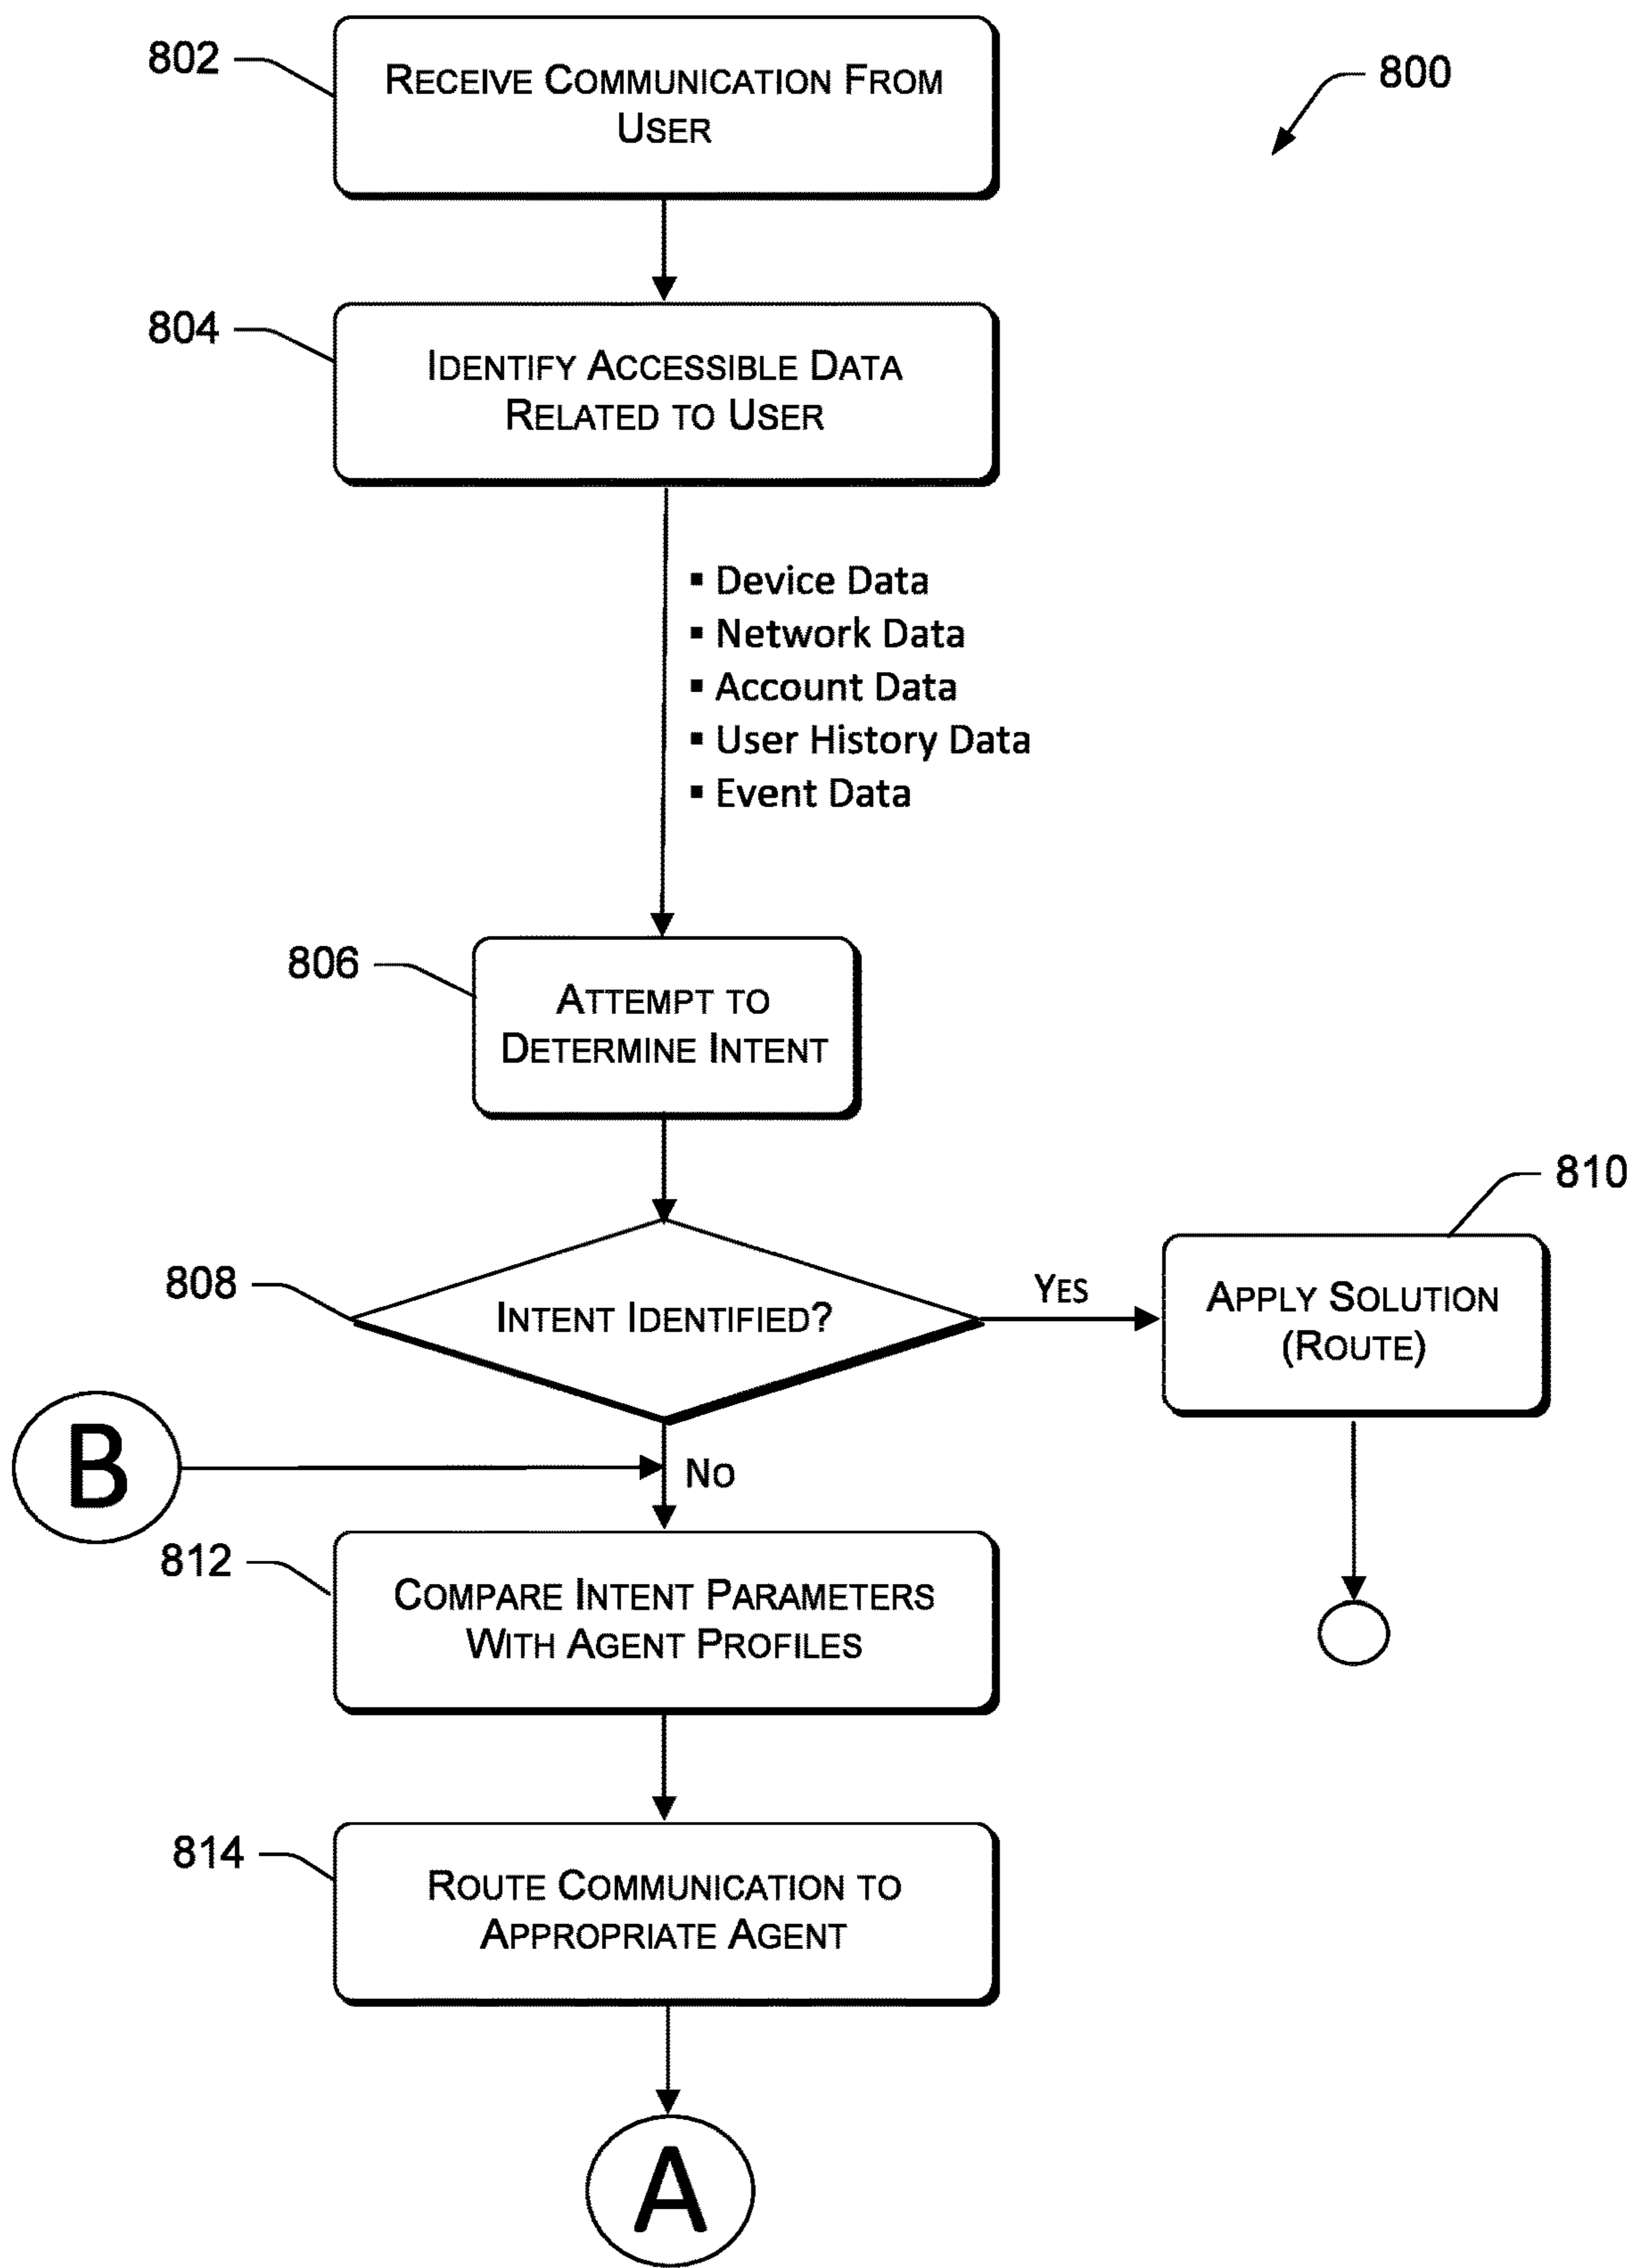 802
RECEIVE COMMUNICATION FROM
USER
800
804
IDENTIFY ACCESSIBLE DATA
RELATED TO USER
▪ Device Data
▪ Network Data
▪ Account Data
▪ User History Data
▪ Event Data
806
ATTEMPT TO
DETERMINE INTENT
808
INTENT IDENTIFIED?
YES
810
APPLY SOLUTION
(ROUTE)
B
NO
812
COMPARE INTENT PARAMETERS
WITH AGENT PROFILES
814
ROUTE COMMUNICATION TO
APPROPRIATE AGENT
A